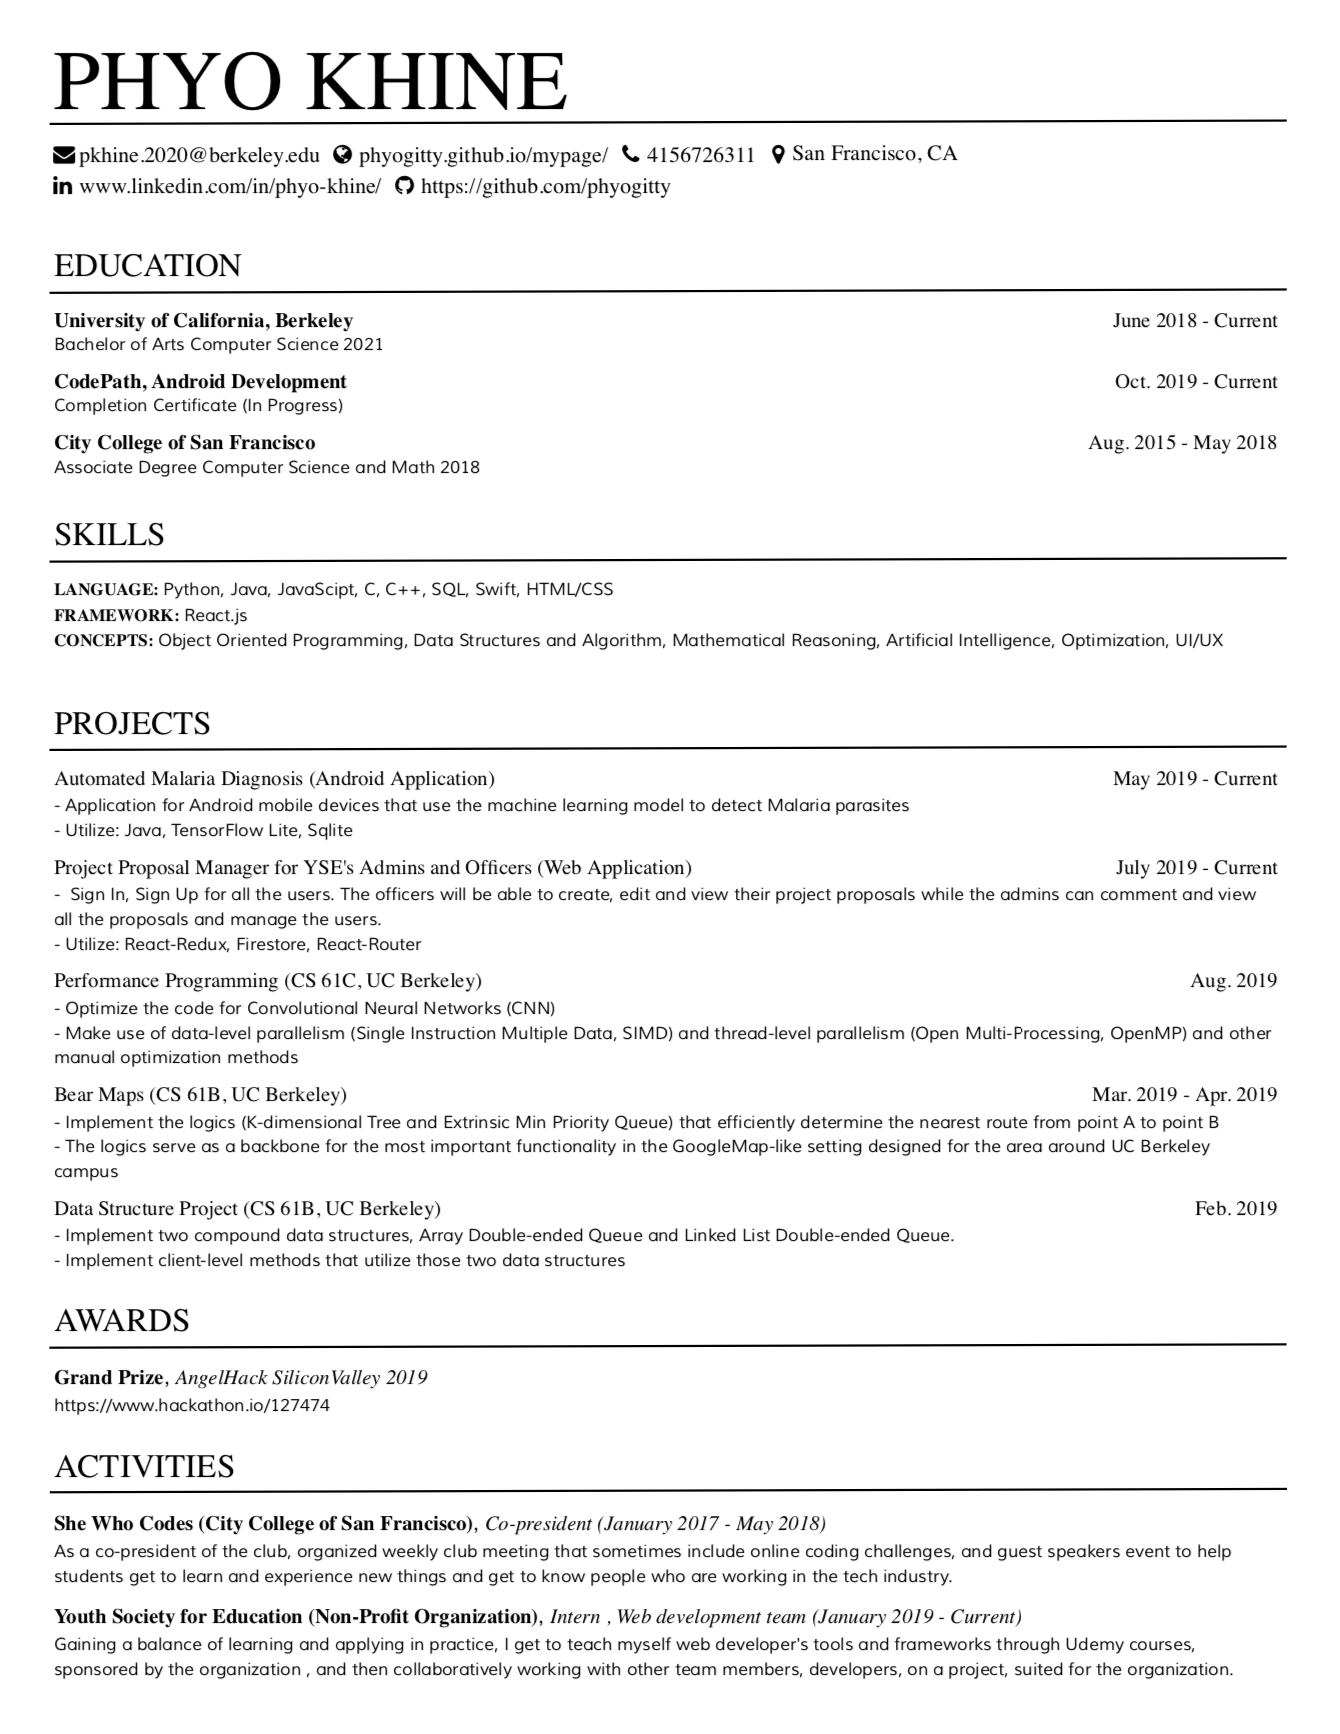 PHYO KHINE
pkhine.2020@berkeley.edu phyogitty.github.io/mypage/ 4156726311 San Francisco, CA
www.linkedin.com/in/phyo-khine/ https://github.com/phyogitty
EDUCATION
University of California, Berkeley June 2018 - Current
Bachelor of Arts Computer Science 2021
CodePath, Android Development Oct. 2019 - Current
Completion Certificate (In Progress)
City College of San Francisco Aug. 2015 - May 2018
Associate Degree Computer Science and Math 2018
SKILLS
LANGUAGE: Python, Java, JavaScipt, C, C++, SQL, Swift, HTML/CSS
FRAMEWORK: React.js
CONCEPTS: Object Oriented Programming, Data Structures and Algorithm, Mathematical Reasoning, Artificial Intelligence, Optimization, UI/UX
PROJECTS
Automated Malaria Diagnosis (Android Application) May 2019 - Current
- Application for Android mobile devices that use the machine learning model to detect Malaria parasites
- Utilize: Java, TensorFlow Lite, Sqlite
Project Proposal Manager for YSE's Admins and Officers (Web Application) July 2019 - Current
- Sign In, Sign Up for all the users. The officers will be able to create, edit and view their project proposals while the admins can comment and view
all the proposals and manage the users.
- Utilize: React-Redux, Firestore, React-Router
Performance Programming (CS 61C, UC Berkeley) Aug. 2019
- Optimize the code for Convolutional Neural Networks (CNN)
- Make use of data-level parallelism (Single Instruction Multiple Data, SIMD) and thread-level parallelism (Open Multi-Processing, OpenMP) and other
manual optimization methods
Bear Maps (CS 61B, UC Berkeley) Mar. 2019 - Apr. 2019
- Implement the logics (K-dimensional Tree and Extrinsic Min Priority Queue) that efficiently determine the nearest route from point A to point B
- The logics serve as a backbone for the most important functionality in the GoogleMap-like setting designed for the area around UC Berkeley
campus
Data Structure Project (CS 61B, UC Berkeley) Feb. 2019
- Implement two compound data structures, Array Double-ended Queue and Linked List Double-ended Queue.
- Implement client-level methods that utilize those two data structures
AWARDS
Grand Prize, AngelHack SiliconValley 2019
https://www.hackathon.io/127474
ACTIVITIES
She Who Codes (City College of San Francisco), Co-president (January 2017 - May 2018)
As a co-president of the club, organized weekly club meeting that sometimes include online coding challenges, and guest speakers event to help
students get to learn and experience new things and get to know people who are working in the tech industry.
Youth Society for Education (Non-Profit Organization), Intern , Web development team (January 2019 - Current)
Gaining a balance of learning and applying in practice, I get to teach myself web developer's tools and frameworks through Udemy courses,
sponsored by the organization , and then collaboratively working with other team members, developers, on a project, suited for the organization.